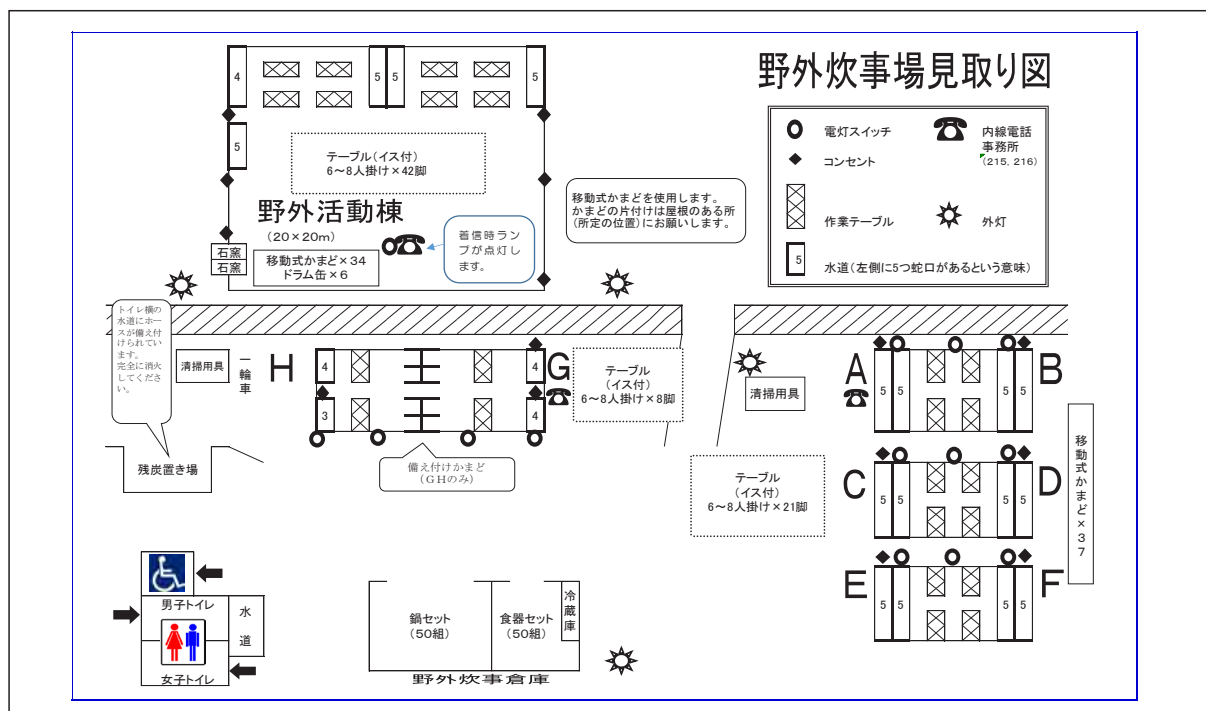 野外炊事場見取り図
電灯スイッチ
コンセント
内線電話
事務所
(215, 216)
作業テーブル
外灯
5
水道(左側に5つ蛇口があるという意味)
4
5 5
5
5
テーブル(イス付)
6～8人掛け×42脚
野外活動棟
(20×20m)
石窯
石窯
移動式かまど×34
ドラム缶×6
着信時ラン
プが点灯し
ます。
移動式かまどを使用します。
かまどの片付けは屋根のある所
(所定の位置)にお願いします。
トイレ横の
水道にホー
スが備え付
けられてい
ます。
完全に消火
してくださ
い。
清掃用具
一輪車
H
4
3
4
4
G
テーブル
(イス付)
6～8人掛け×8脚
備え付けかまど
(GHのみ)
残炭置き場
清掃用具
テーブル
(イス付)
6～8人掛け×21脚
A
5 5
5 5
B
C
5 5
5 5
D
E
5 5
5 5
F
移動式かまど×37
男子トイレ
水道
女子トイレ
鍋セット
(50組)
食器セット
(50組)
冷蔵庫
野外炊事倉庫